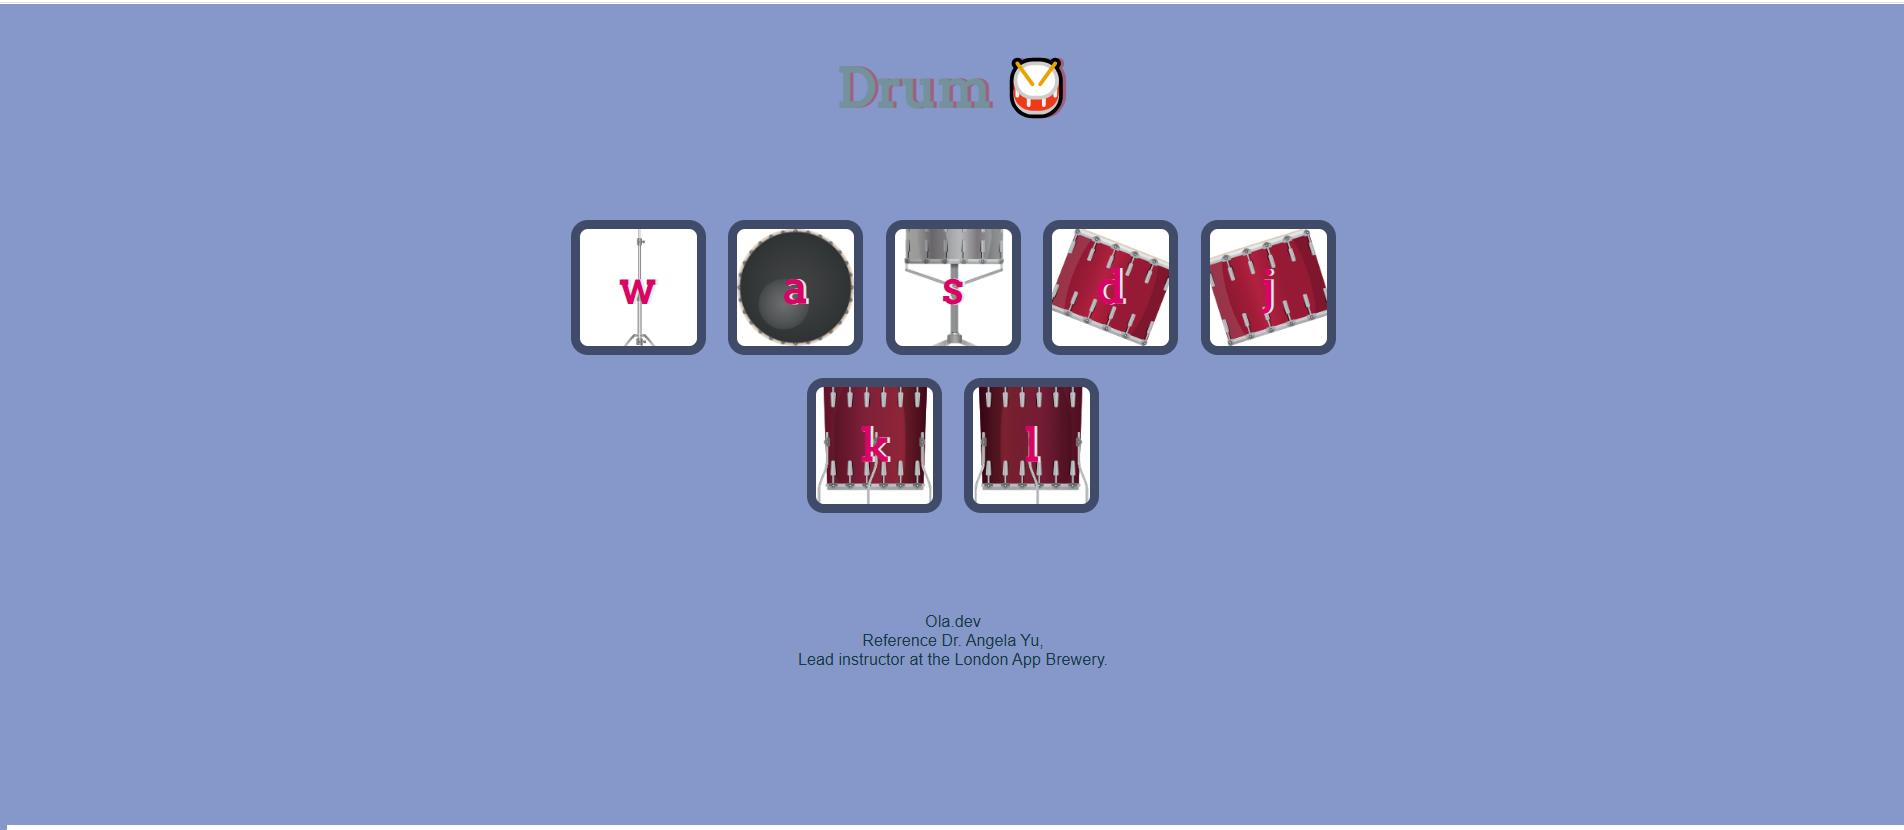 Drum 🥁
w a s d j
k l
Ola.dev
Reference Dr. Angela Yu,
Lead instructor at the London App Brewery.